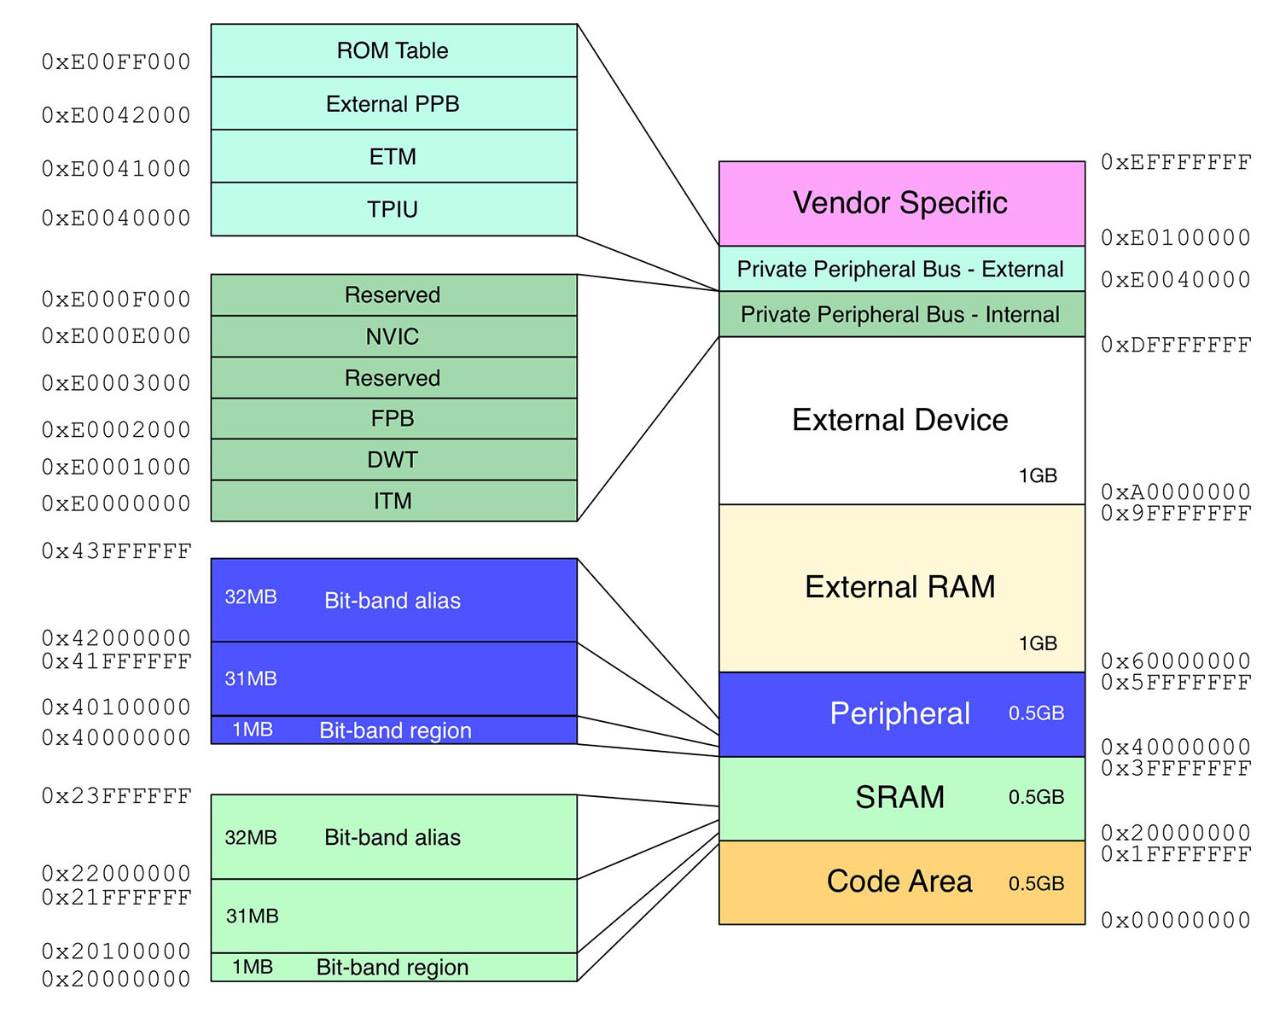 0xE00FF000
ROM Table
0xE0042000
External PPB
0xE0041000
ETM
0xE0040000
TPIU
0xE000F000
Reserved
0xE000E000
NVIC
0xE0003000
Reserved
0xE0002000
FPB
0xE0001000
DWT
0xE0000000
ITM
0x43FFFFFF
32MB Bit-band alias
0x42000000
0x41FFFFFF
31MB
0x40100000
1MB Bit-band region
0x40000000
0x23FFFFFF
32MB Bit-band alias
0x22000000
0x21FFFFFF
31MB
0x20100000
1MB Bit-band region
0x20000000
0xEFFFFFFF
Vendor Specific
0xE0100000
Private Peripheral Bus - External
0xE0040000
Private Peripheral Bus - Internal
0xDFFFFFFF
External Device
1GB
0xA0000000
0x9FFFFFFF
External RAM
1GB
0x60000000
0x5FFFFFFF
Peripheral 0.5GB
0x40000000
0x3FFFFFFF
SRAM 0.5GB
0x20000000
0x1FFFFFFF
Code Area 0.5GB
0x00000000